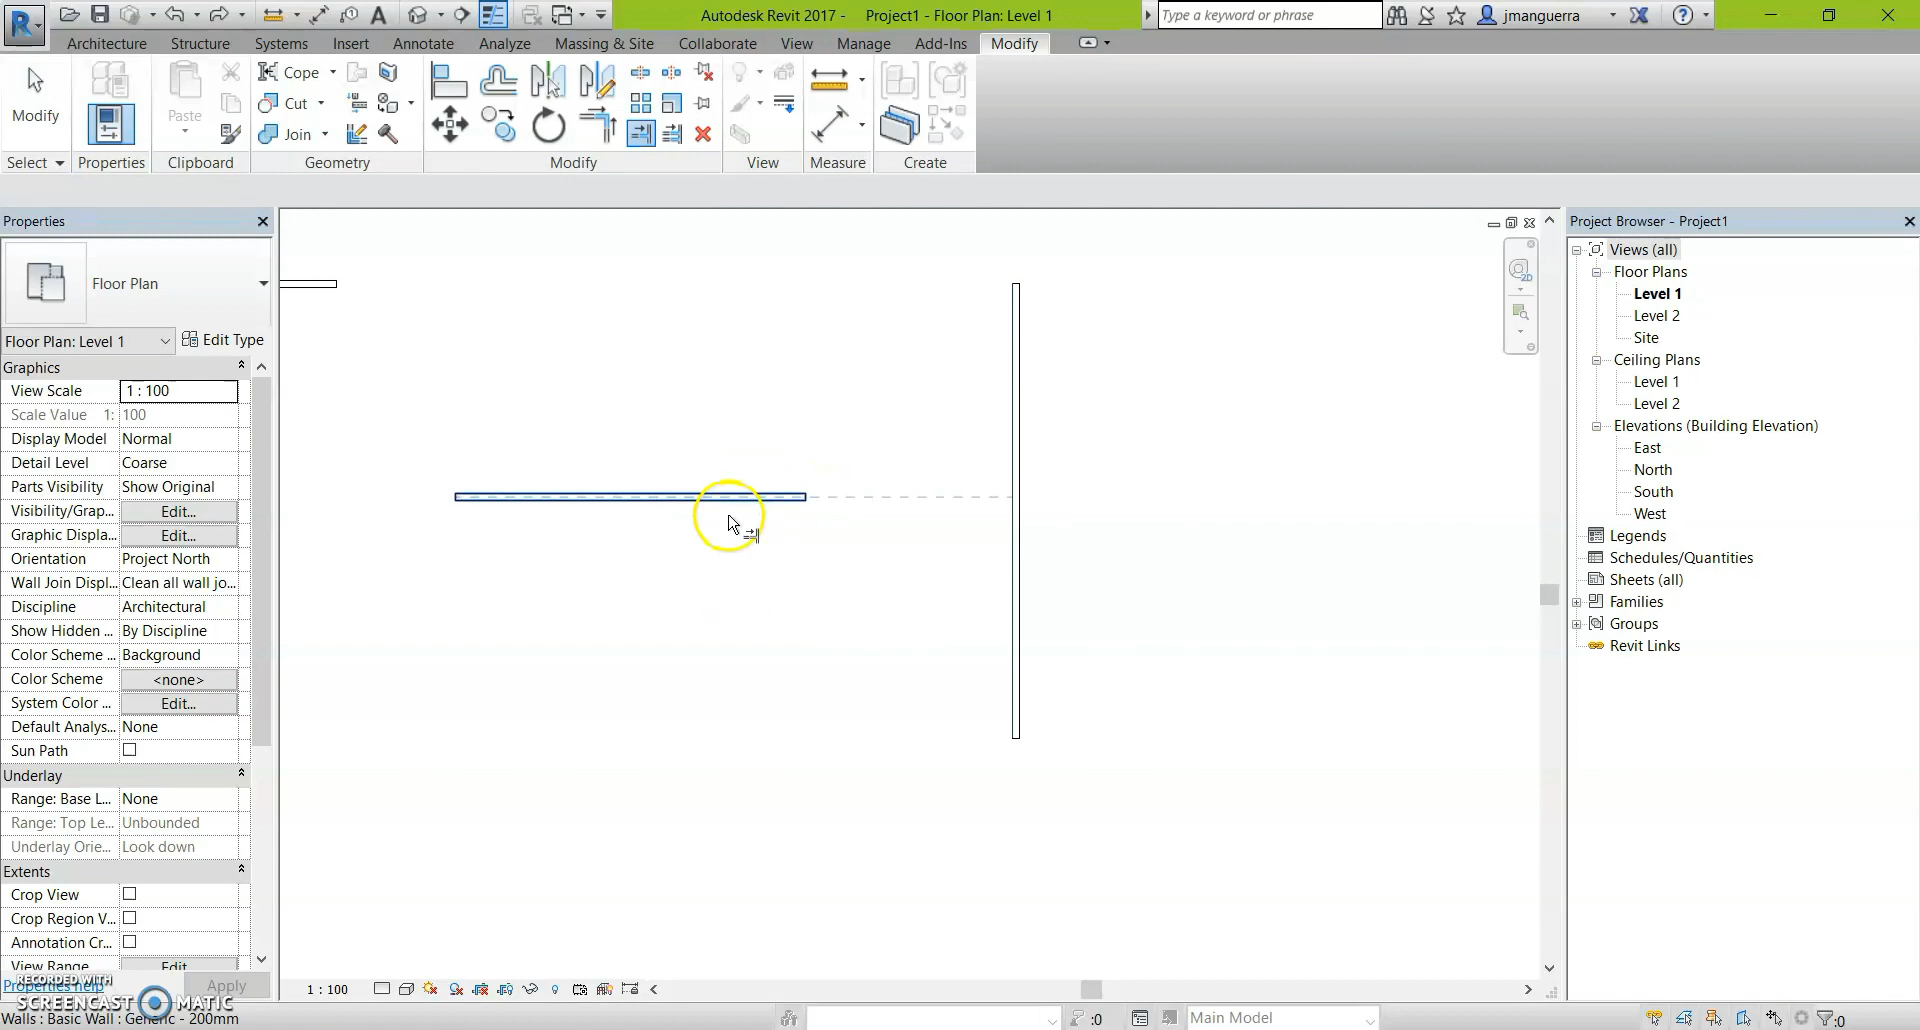 Autodesk Revit 2017 - Project1 - Floor Plan: Level 1
Type a keyword or phrase
jmanguerra
Architecture Structure Systems Insert Annotate Analyze Massing & Site Collaborate View Manage Add-Ins Modify
Modify
Paste
Cope
Cut
Join
Select Properties Clipboard Geometry Modify View Measure Create
Properties
Floor Plan
Floor Plan: Level 1
Edit Type
Graphics
View Scale 1 : 100
Scale Value 1: 100
Display Model Normal
Detail Level Coarse
Parts Visibility Show Original
Visibility/Grap... Edit...
Graphic Displa... Edit...
Orientation Project North
Wall Join Displ... Clean all wall jo...
Discipline Architectural
Show Hidden ... By Discipline
Color Scheme ... Background
Color Scheme <none>
System Color ... Edit...
Default Analys... None
Sun Path
Underlay
Range: Base L... None
Range: Top Le... Unbounded
Underlay Orie... Look down
Extents
Crop View
Crop Region V...
Annotation Cr...
View Range Edit...
Properties help
Apply
RECORDED WITH
SCREENCAST MATIC
Walls : Basic Wall : Generic - 200mm
1 : 100
:0
Main Model
:0
2D
Project Browser - Project1
Views (all)
Floor Plans
Level 1
Level 2
Site
Ceiling Plans
Level 1
Level 2
Elevations (Building Elevation)
East
North
South
West
Legends
Schedules/Quantities
Sheets (all)
Families
Groups
Revit Links